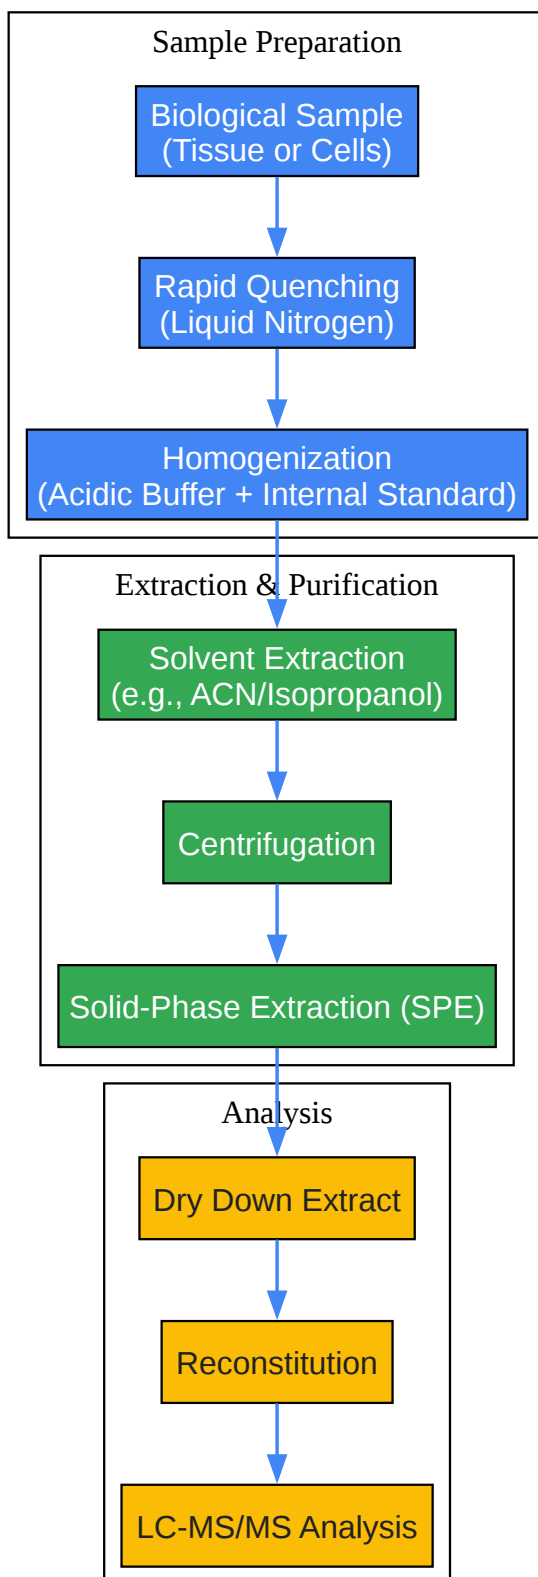 Sample Preparation
Biological Sample
(Tissue or Cells)
Rapid Quenching
(Liquid Nitrogen)
Homogenization
(Acidic Buffer + Internal Standard)
Extraction & Purification
Solvent Extraction
(e.g., ACN/Isopropanol)
Centrifugation
Solid-Phase Extraction (SPE)
Analysis
Dry Down Extract
Reconstitution
LC-MS/MS Analysis